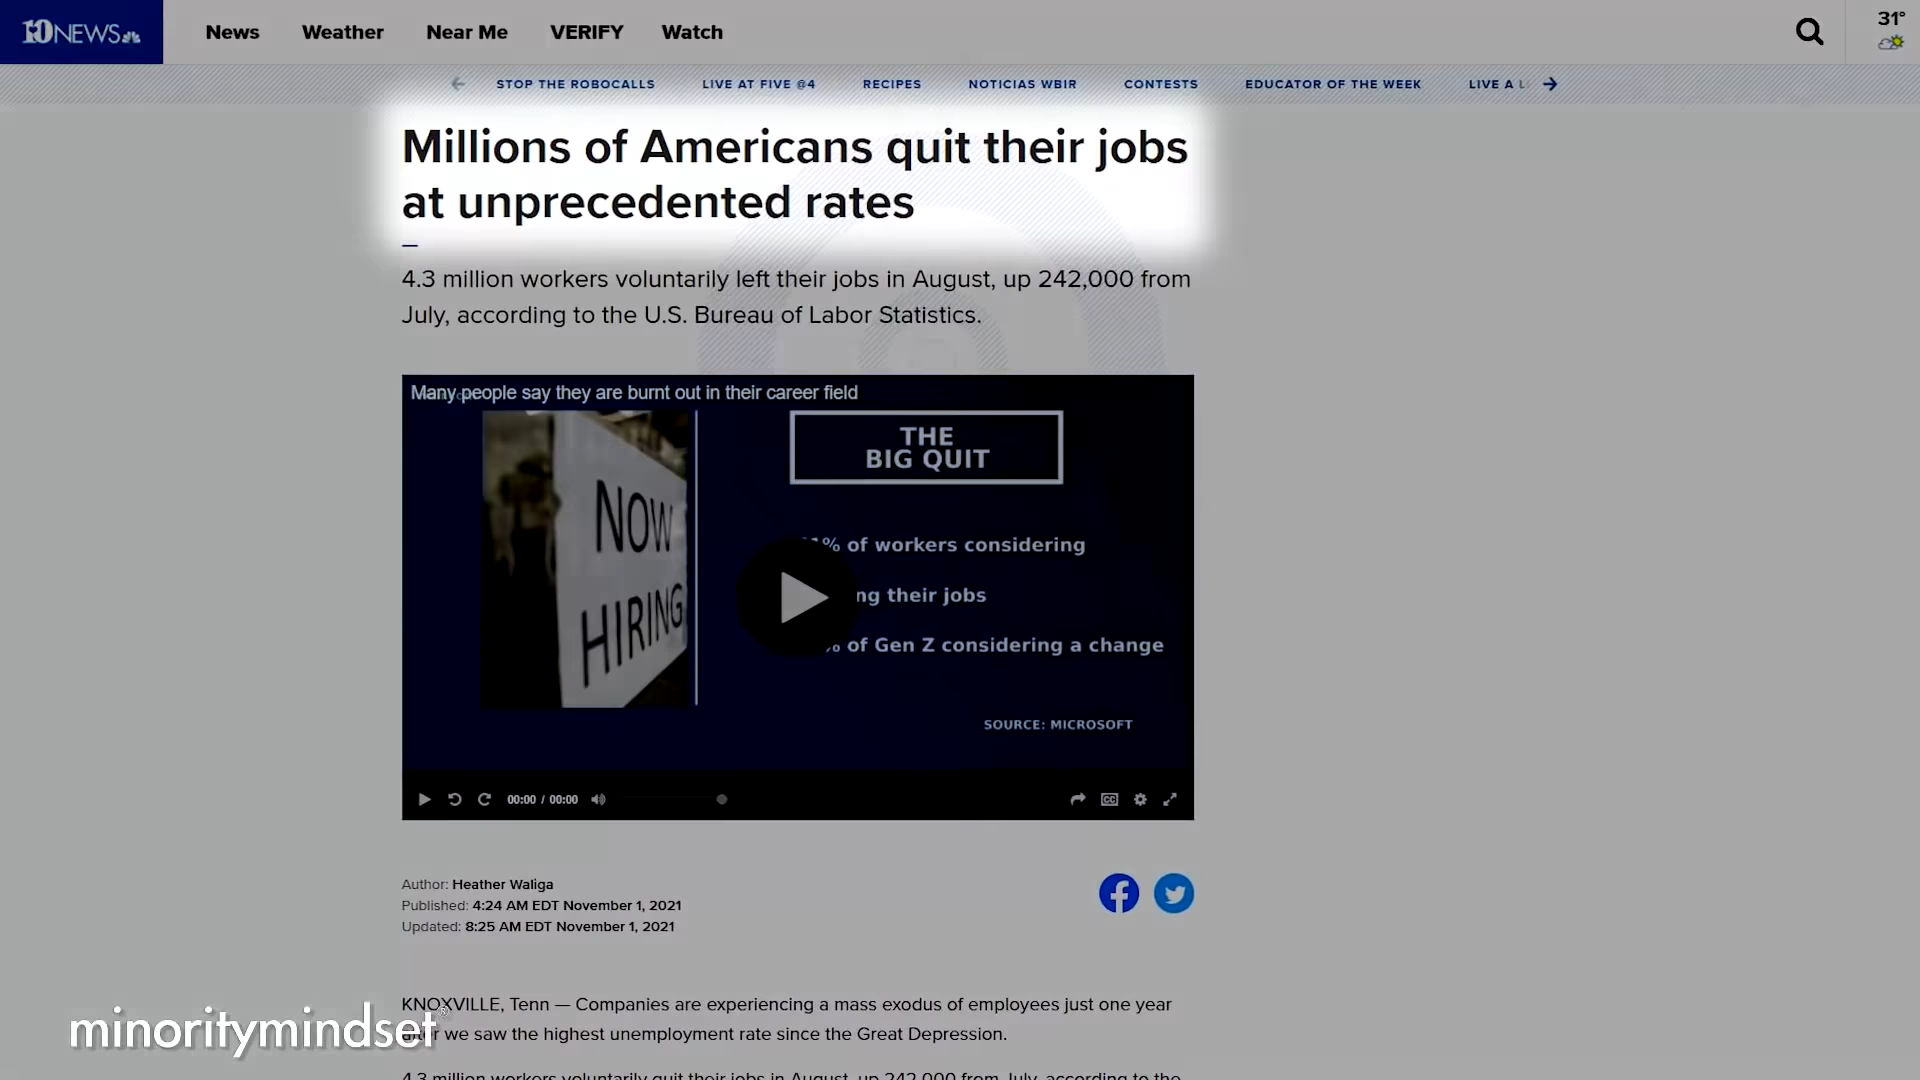 10NEWS
News
Weather
Near Me
VERIFY
Watch
31°
STOP THE ROBOCALLS
LIVE AT FIVE @4
RECIPES
NOTICIAS WBIR
CONTESTS
EDUCATOR OF THE WEEK
LIVE A
Millions of Americans quit their jobs
at unprecedented rates
4.3 million workers voluntarily left their jobs in August, up 242,000 from
July, according to the U.S. Bureau of Labor Statistics.
Many people say they are burnt out in their career field
NOW
HIRING
THE
BIG QUIT
% of workers considering
their jobs
of Gen Z considering a change
SOURCE: MICROSOFT
00:00 / 00:00
CC
Author: Heather Waliga
Published: 4:24 AM EDT November 1, 2021
Updated: 8:25 AM EDT November 1, 2021
KNOXVILLE, Tenn — Companies are experiencing a mass exodus of employees just one year
after we saw the highest unemployment rate since the Great Depression.
minoritymindset
4.3 million workers voluntarily quit their jobs in August, up 242,000 from July, according to the